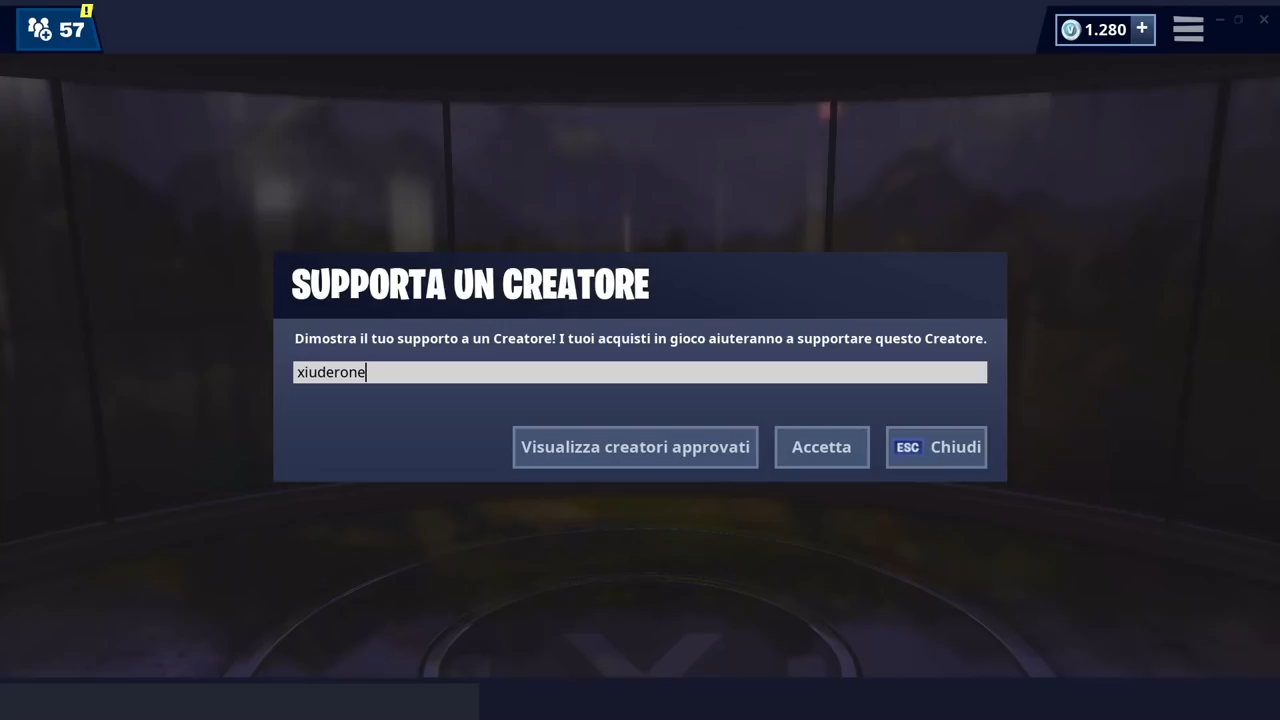 57
!
1.280 +
SUPPORTA UN CREATORE
Dimostra il tuo supporto a un Creatore! I tuoi acquisti in gioco aiuteranno a supportare questo Creatore.
xiuderone
Visualizza creatori approvati
Accetta
ESC Chiudi